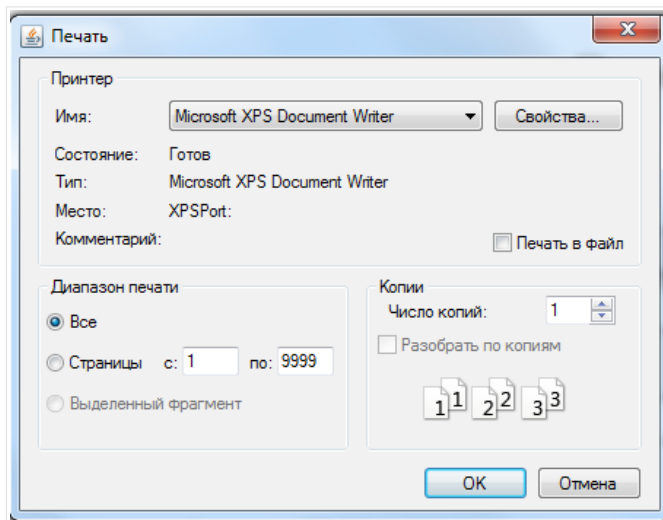 Печать
Принтер
Имя: Microsoft XPS Document Writer Свойства...
Состояние: Готов
Тип: Microsoft XPS Document Writer
Место: XPSPort:
Комментарий: Печать в файл
Диапазон печати
Все
Страницы с: 1 по: 9999
Выделенный фрагмент
Копии
Число копий: 1
Разобрать по копиям
1 1 2 2 3 3
OK Отмена